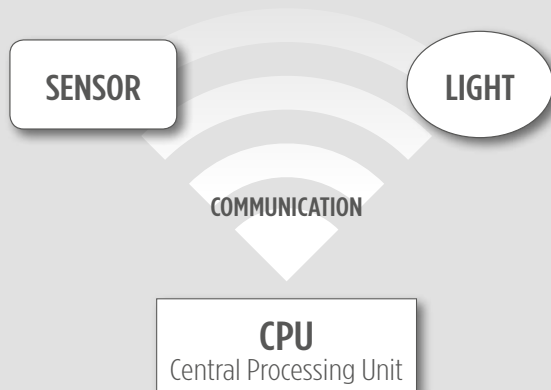 SENSOR
LIGHT
COMMUNICATION
CPU
Central Processing Unit